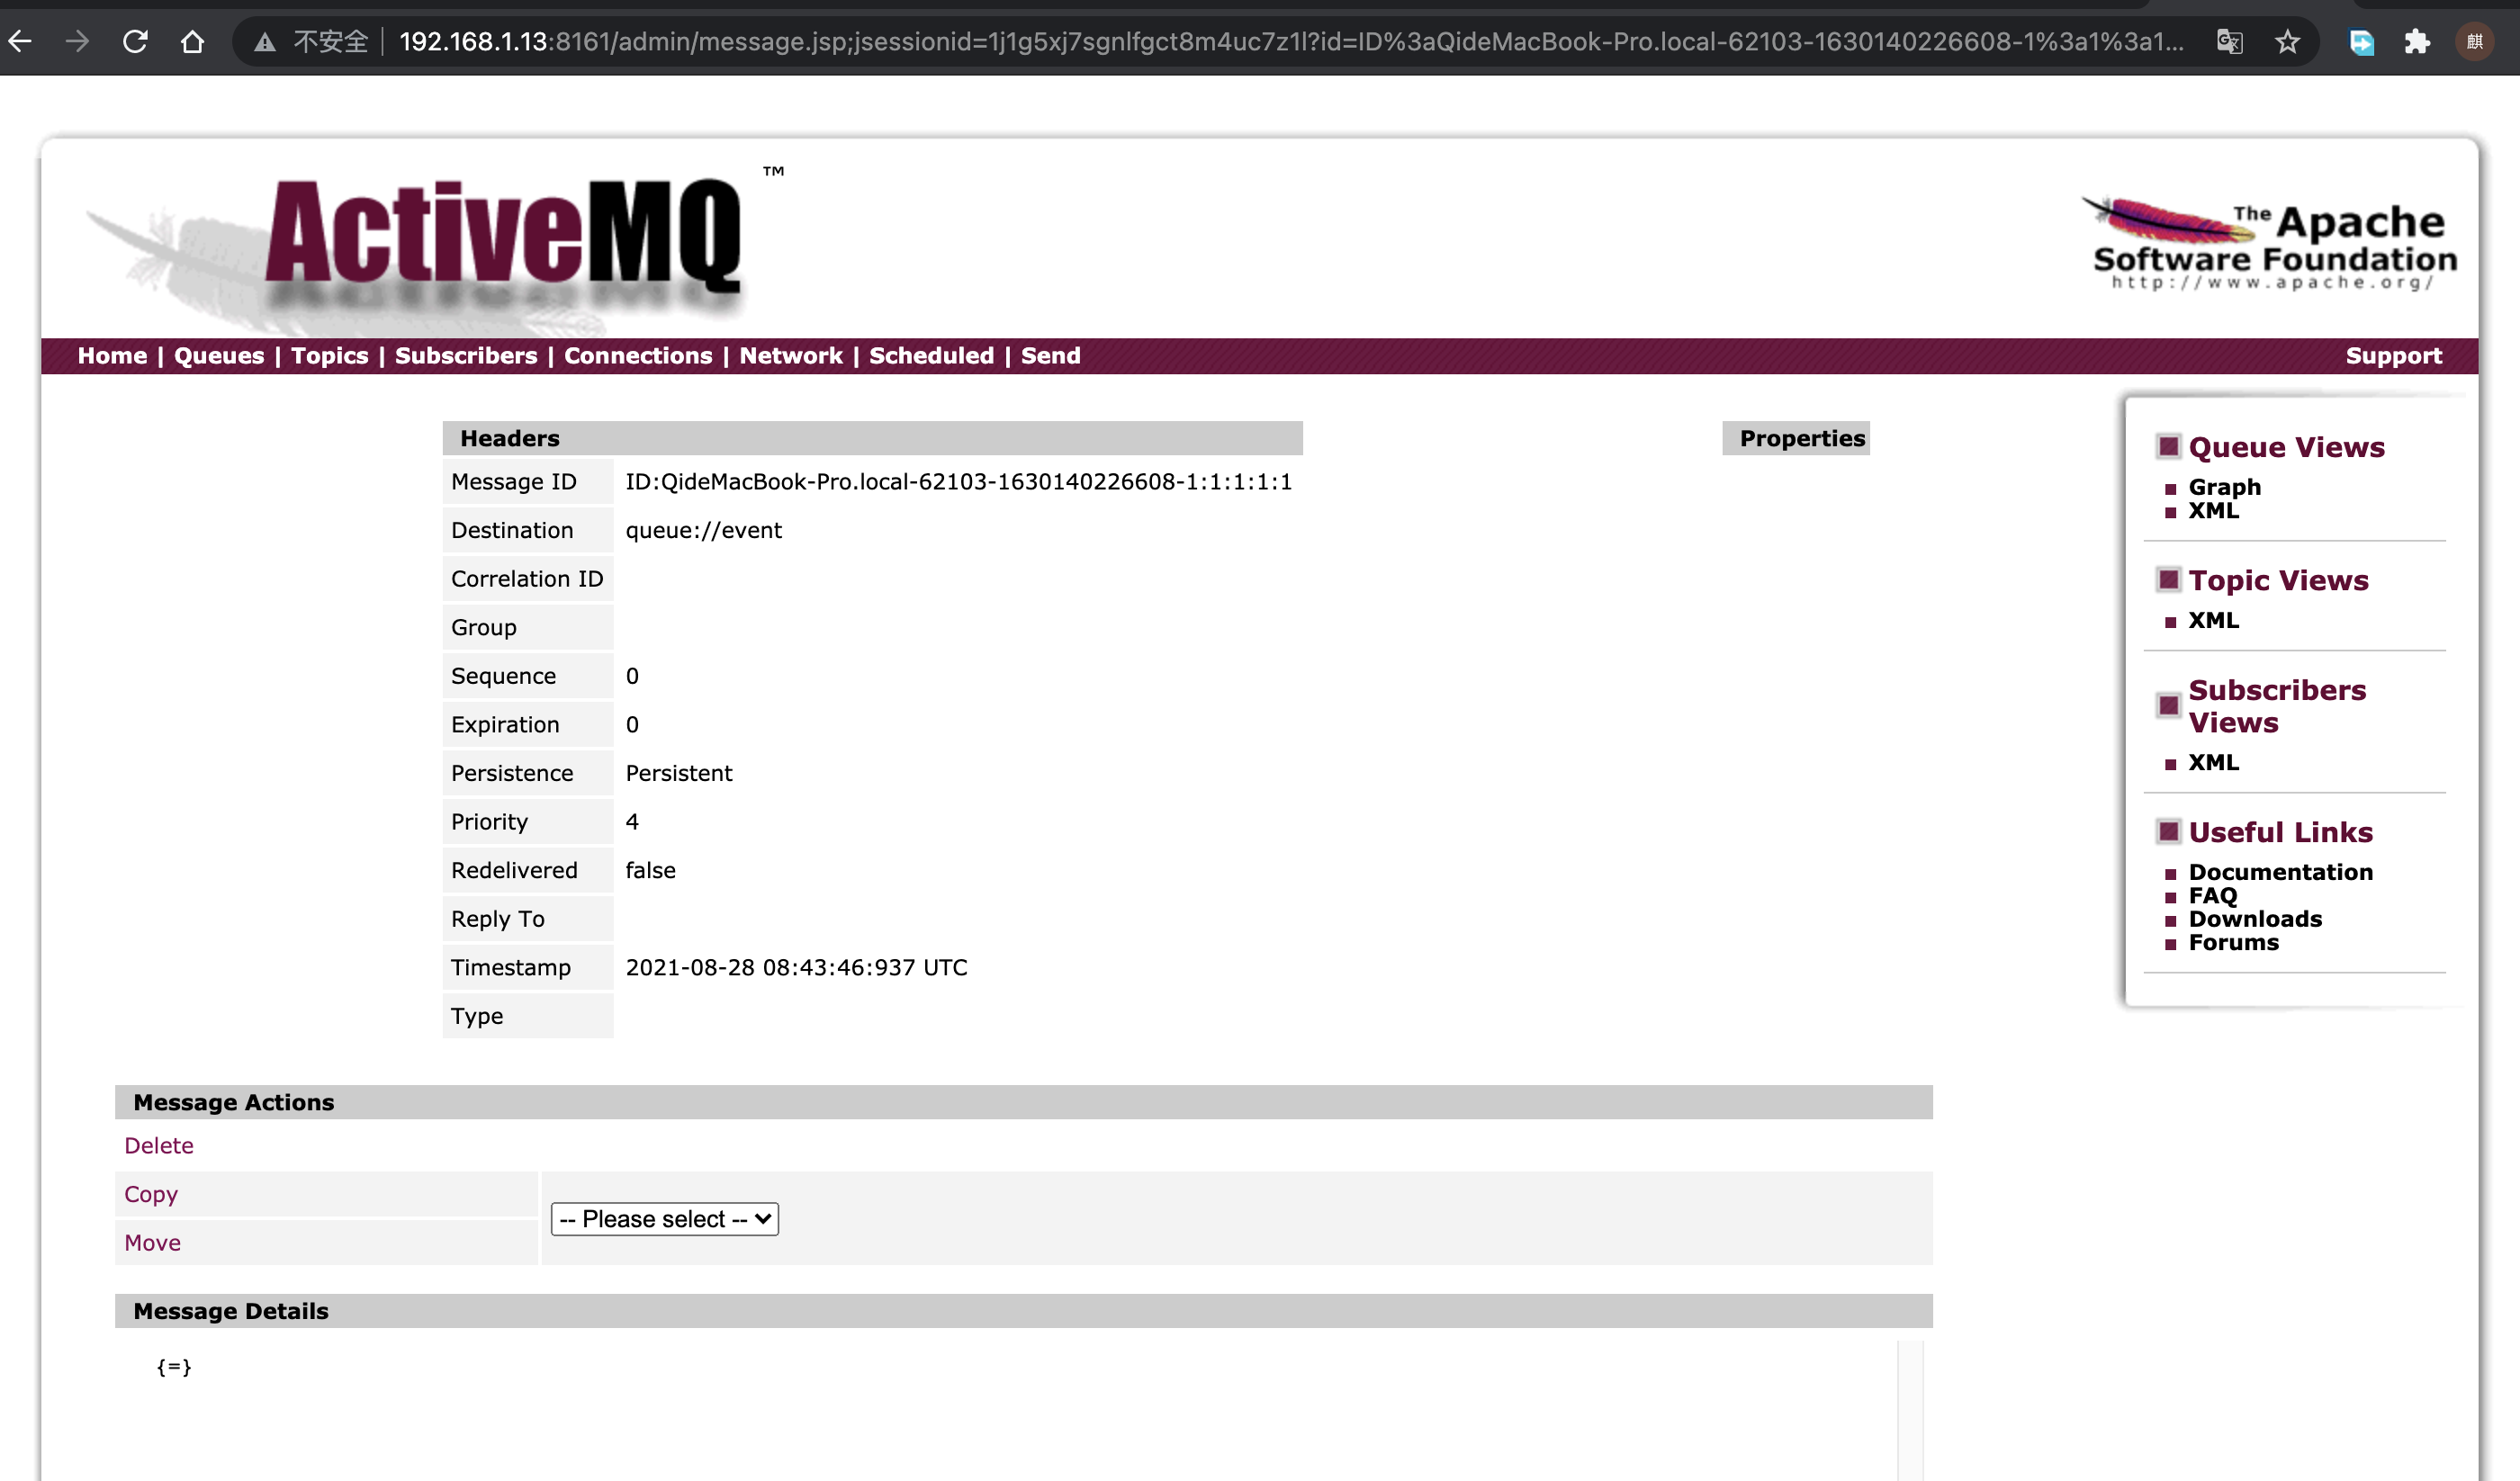 不安全 192.168.1.13:8161/admin/message.jsp;jsessionid=1j1g5xj7sgnlfgct8m4uc7z1l?id=ID%3aQideMacBook-Pro.local-62103-1630140226608-1%3a1%3a1... 麒
ActiveMQ ™
The Apache
Software Foundation
http://www.apache.org/
Home | Queues | Topics | Subscribers | Connections | Network | Scheduled | Send Support
Headers
Message ID ID:QideMacBook-Pro.local-62103-1630140226608-1:1:1:1:1
Destination queue://event
Correlation ID
Group
Sequence 0
Expiration 0
Persistence Persistent
Priority 4
Redelivered false
Reply To
Timestamp 2021-08-28 08:43:46:937 UTC
Type
Properties
Message Actions
Delete
Copy
-- Please select --
Move
Message Details
{=}
Queue Views
Graph
XML
Topic Views
XML
Subscribers
Views
XML
Useful Links
Documentation
FAQ
Downloads
Forums